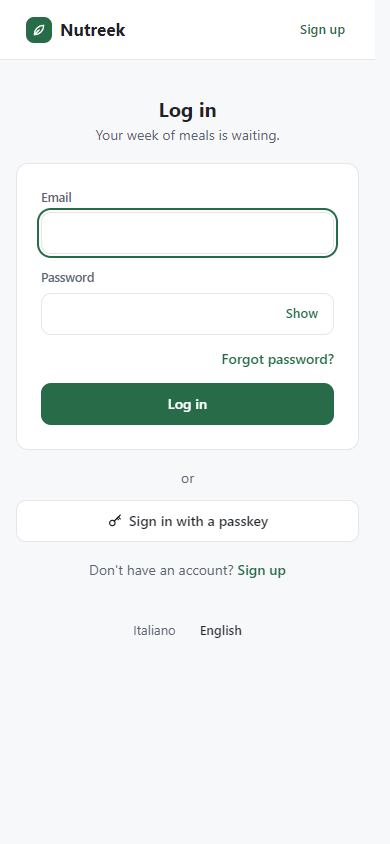 Nutreek
Sign up
Log in
Your week of meals is waiting.
Email
Password
Show
Forgot password?
Log in
or
Sign in with a passkey
Don't have an account? Sign up
Italiano English